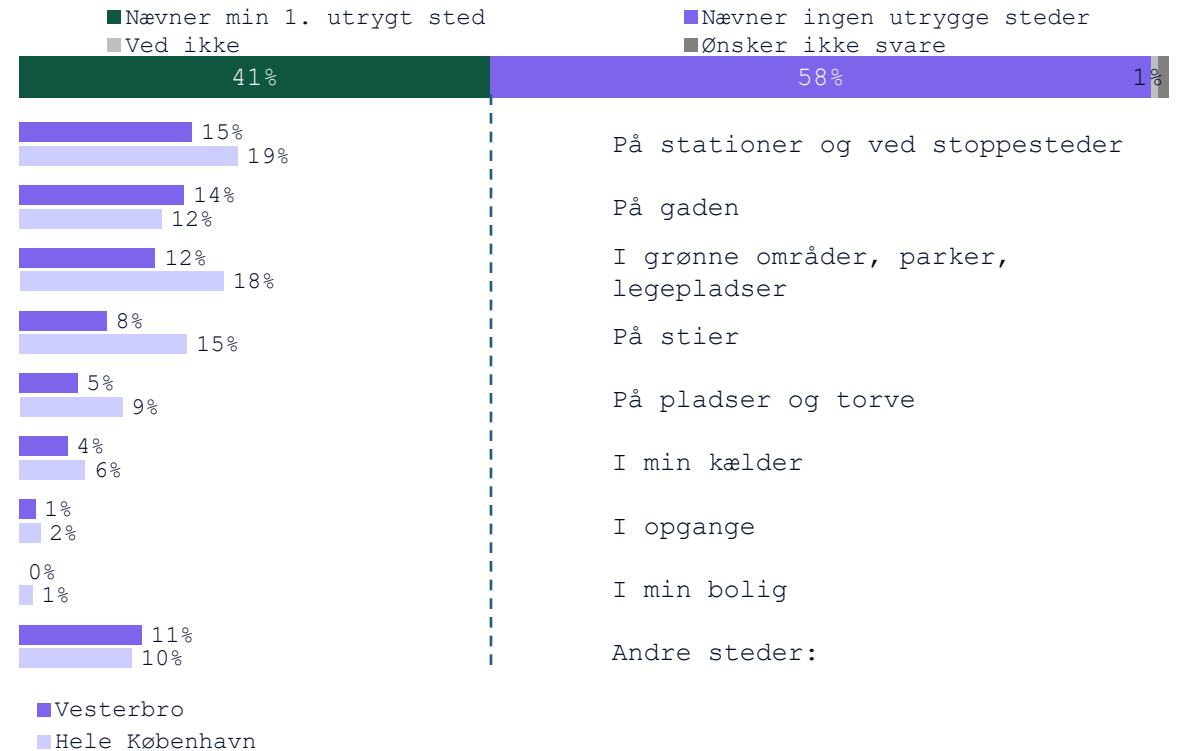 Nævner min 1. utrygt sted
Nævner ingen utrygge steder
Ved ikke
Ønsker ikke svare
41%
58%
1%
15%
19%
På stationer og ved stoppesteder
14%
12%
På gaden
12%
18%
I grønne områder, parker,
legepladser
8%
15%
På stier
5%
9%
På pladser og torve
4%
6%
I min kælder
1%
2%
I opgange
0%
1%
I min bolig
11%
10%
Andre steder:
Vesterbro
Hele København